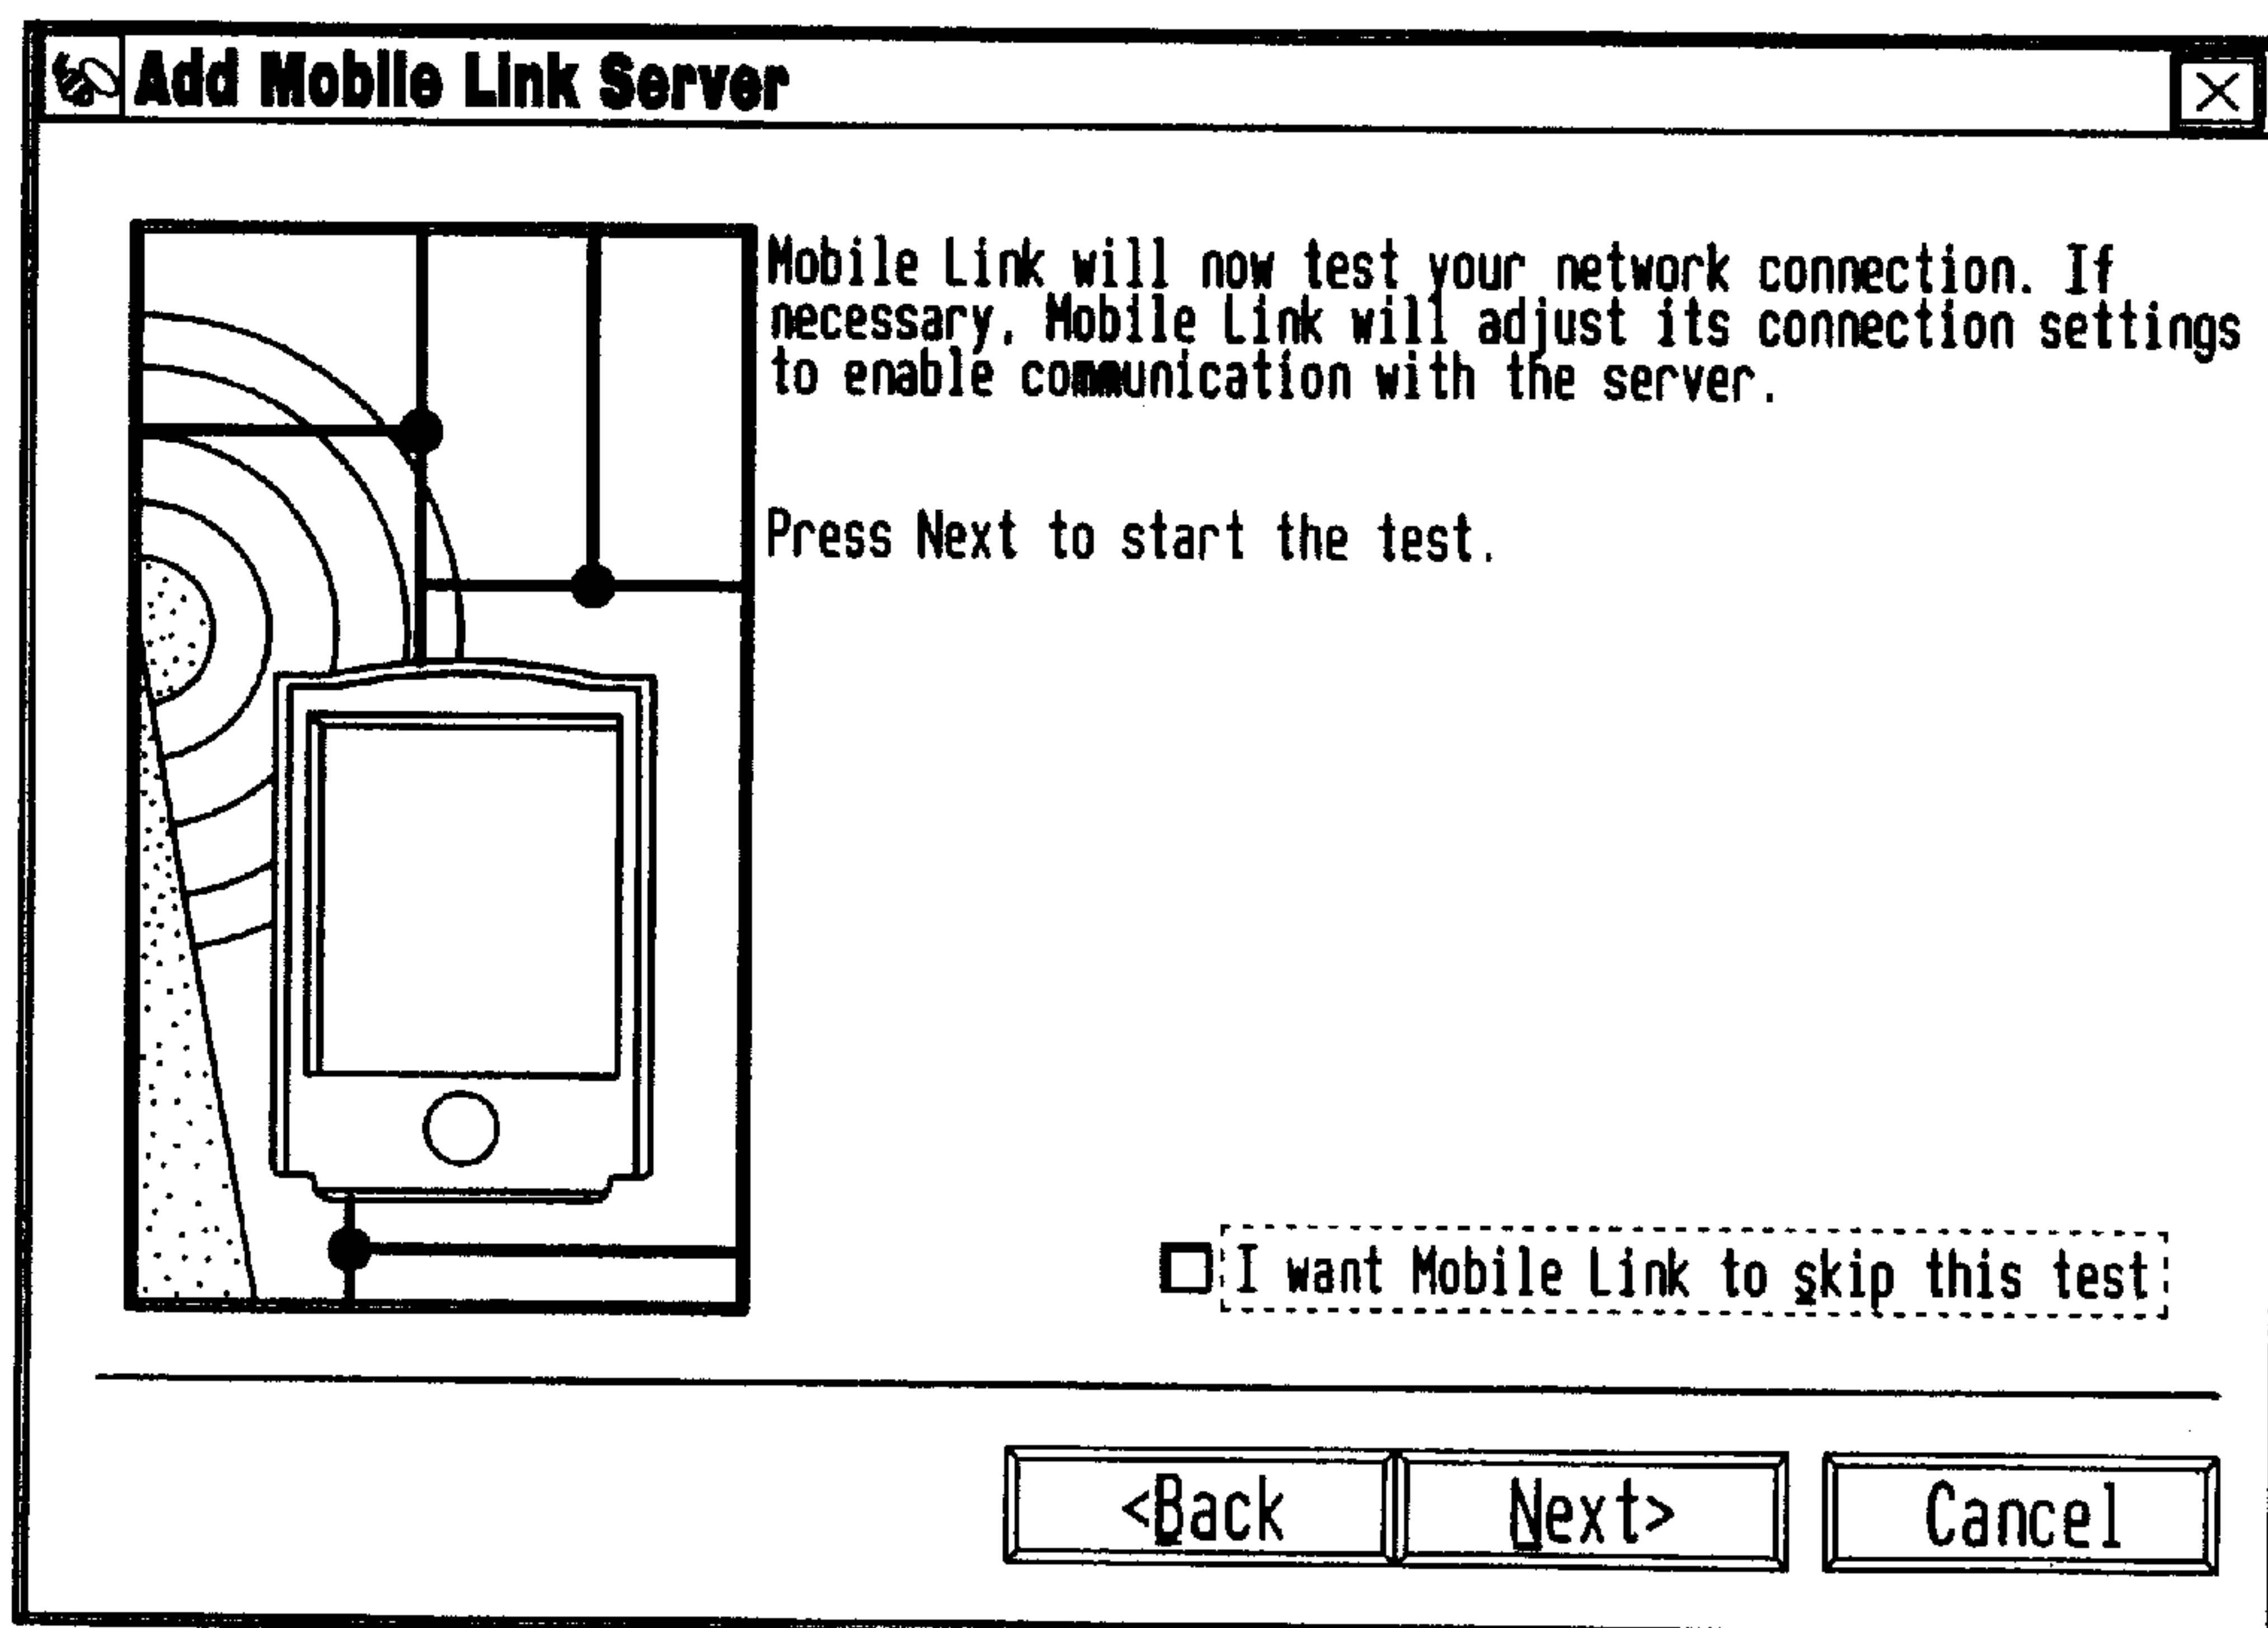 Add Mobile Link Server
Mobile Link will now test your network connection. If
necessary, Mobile Link will adjust its connection settings
to enable communication with the server.
Press Next to start the test.
I want Mobile Link to skip this test
<Back
Next>
Cancel